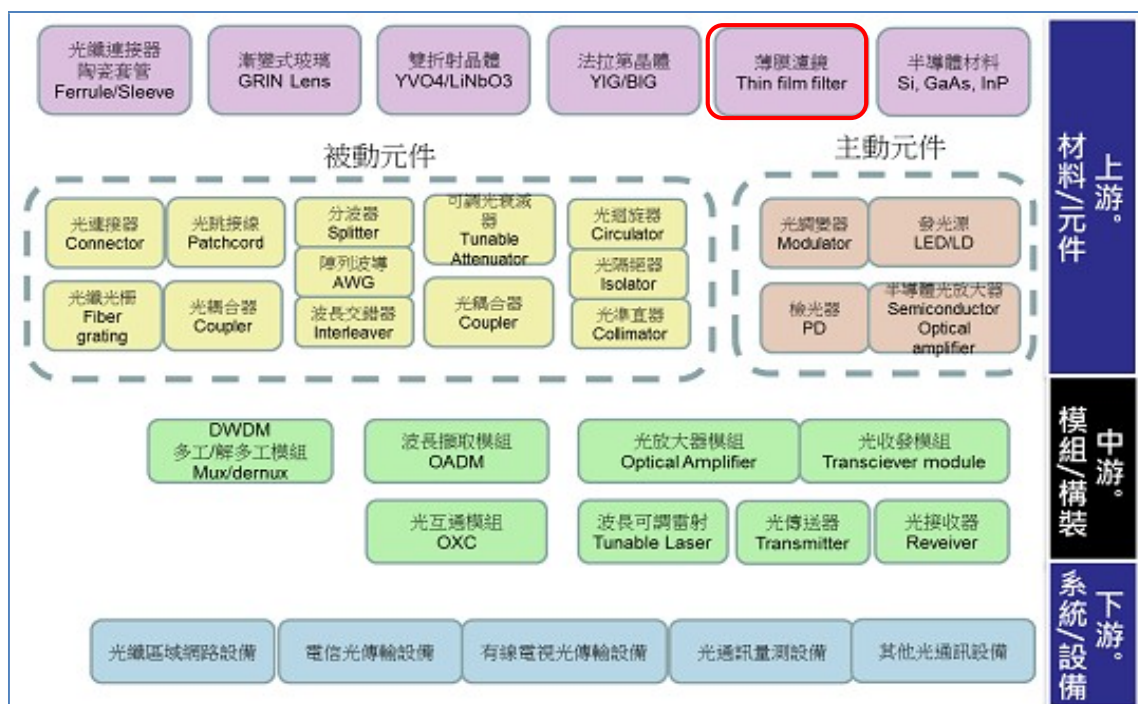 光纖連接器
陶瓷套管
Ferrule/Sleeve
漸變式玻璃
GRIN Lens
雙折射晶體
YVO4/LiNbO3
法拉第晶體
YIG/BIG
薄膜濾鏡
Thin film filter
半導體材料
Si, GaAs, InP
被動元件
光連接器
Connector
光跳接線
Patchcord
分波器
Splitter
可調光衰減
器
Tunable
Attenuator
光迴旋器
Circulator
陣列波導
AWG
光隔絕器
Isolator
光纖光柵
Fiber
grating
光耦合器
Coupler
波長交錯器
Interleaver
光耦合器
Coupler
光準直器
Collimator
主動元件
光調變器
Modulator
發光源
LED/LD
檢光器
PD
半導體光放大器
Semiconductor
Optical
amplifier
上游。
材料/元件
DWDM
多工/解多工模組
Mux/dernux
波長擷取模組
OADM
光放大器模組
Optical Amplifier
光收發模組
Transciever module
光互通模組
OXC
波長可調雷射
Tunable Laser
光傳送器
Transmitter
光接收器
Reveiver
中游。
模組/構裝
光纖區域網路設備
電信光傳輸設備
有線電視光傳輸設備
光通訊量測設備
其他光通訊設備
下游。
系統/設備